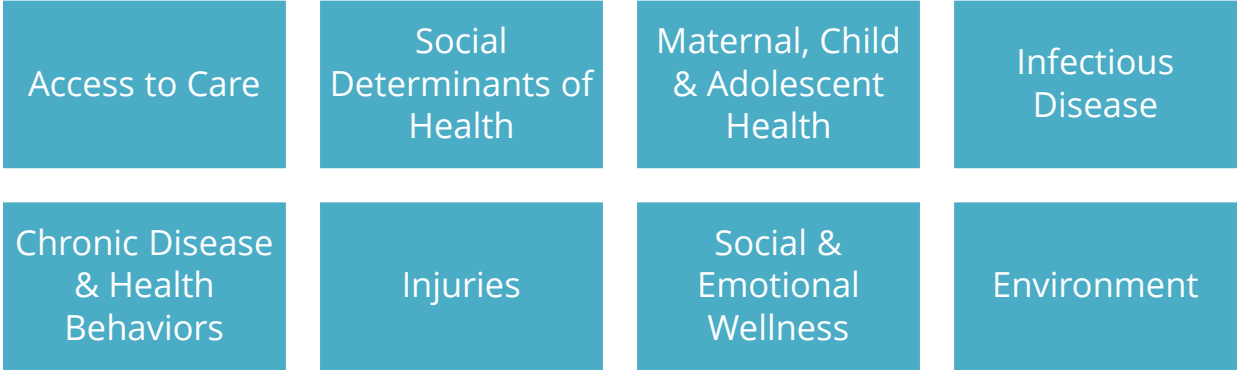 Access to Care
Social
Determinants of
Health
Maternal, Child
& Adolescent
Health
Infectious
Disease
Chronic Disease
& Health
Behaviors
Injuries
Social &
Emotional
Wellness
Environment